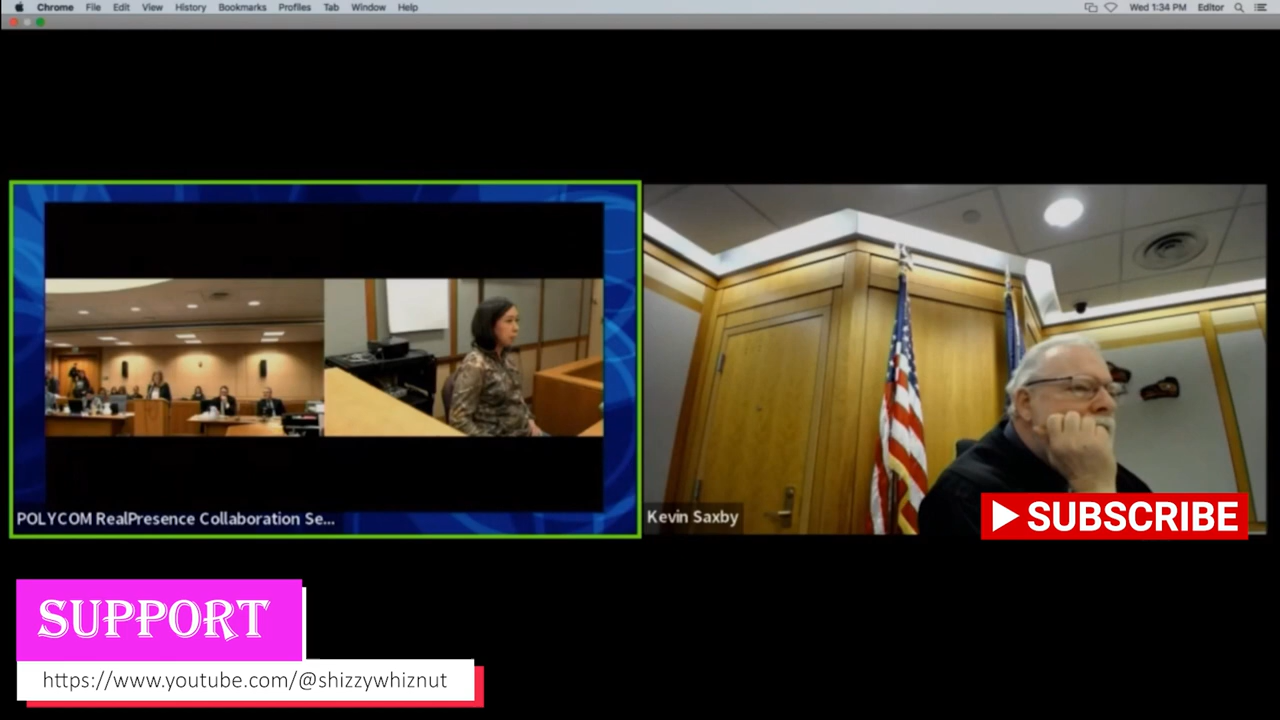 Chrome File Edit View History Bookmarks Profiles Tab Window Help Wed 1:34 PM Editor
POLYCOM RealPresence Collaboration Se...
Kevin Saxby
SUBSCRIBE
SUPPORT
https://www.youtube.com/@shizzywhiznut